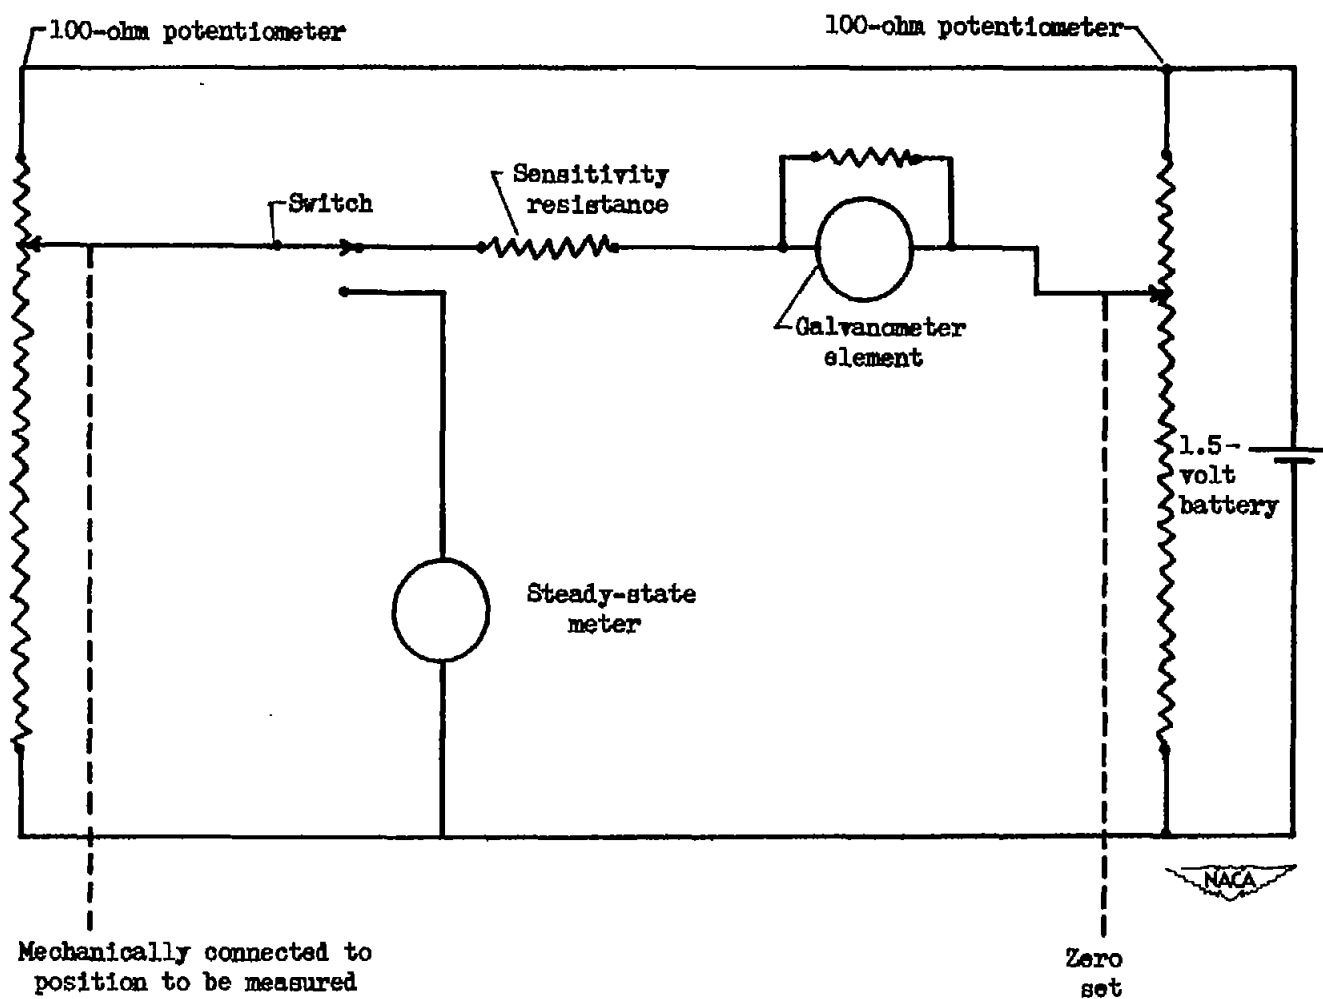 100-ohm potentiometer
100-ohm potentiometer
Switch
Sensitivity
resistance
Galvanometer
element
1.5-
volt
battery
Steady-state
meter
NACA
Mechanically connected to
position to be measured
Zero
set